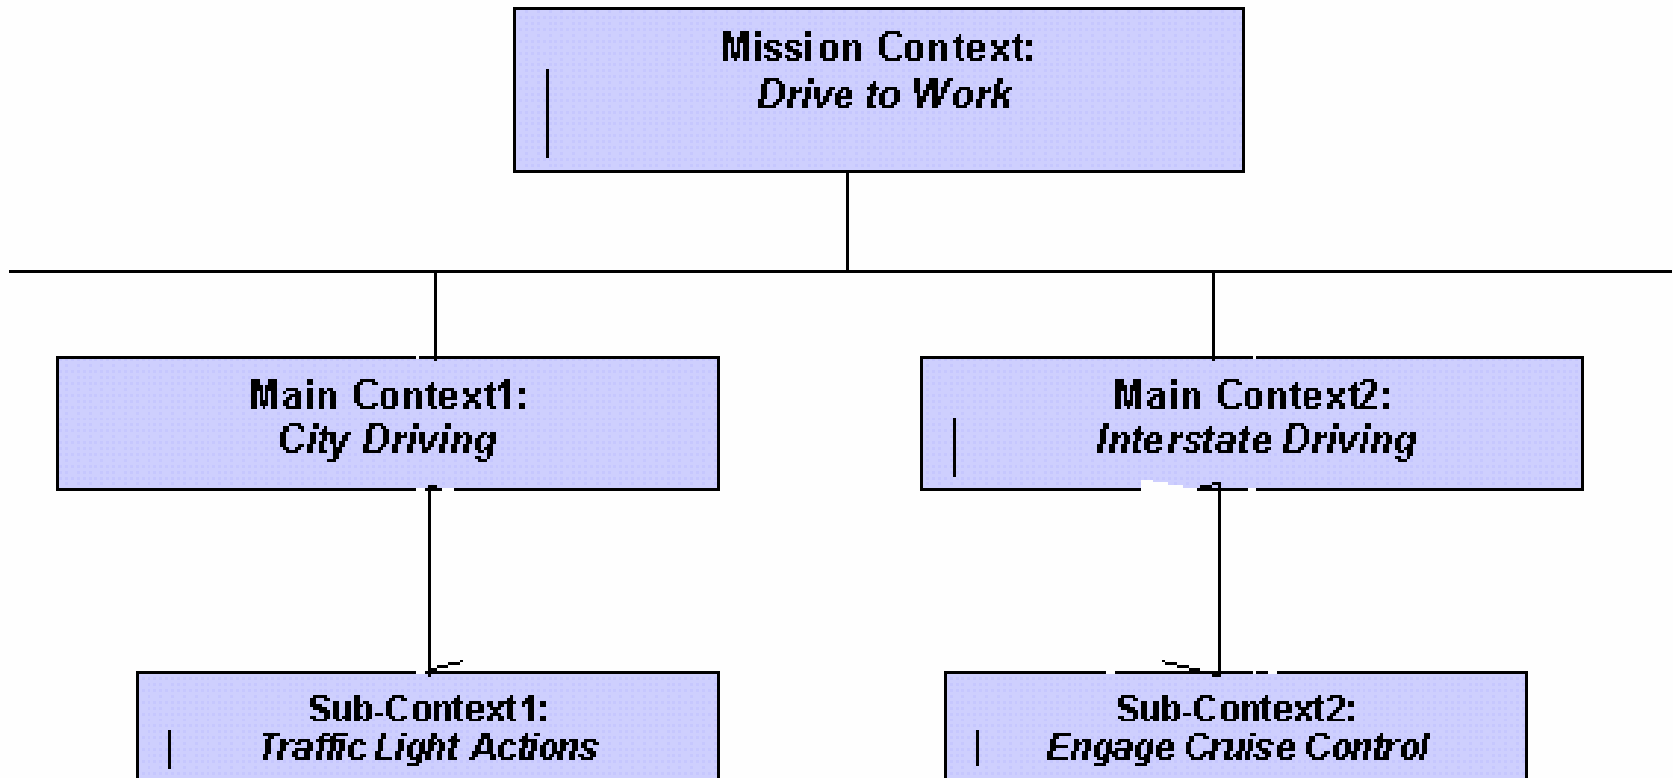 Mission Context:
Drive to Work
Main Context1:
City Driving
Main Context2:
Interstate Driving
Sub-Context1:
Traffic Light Actions
Sub-Context2:
Engage Cruise Control